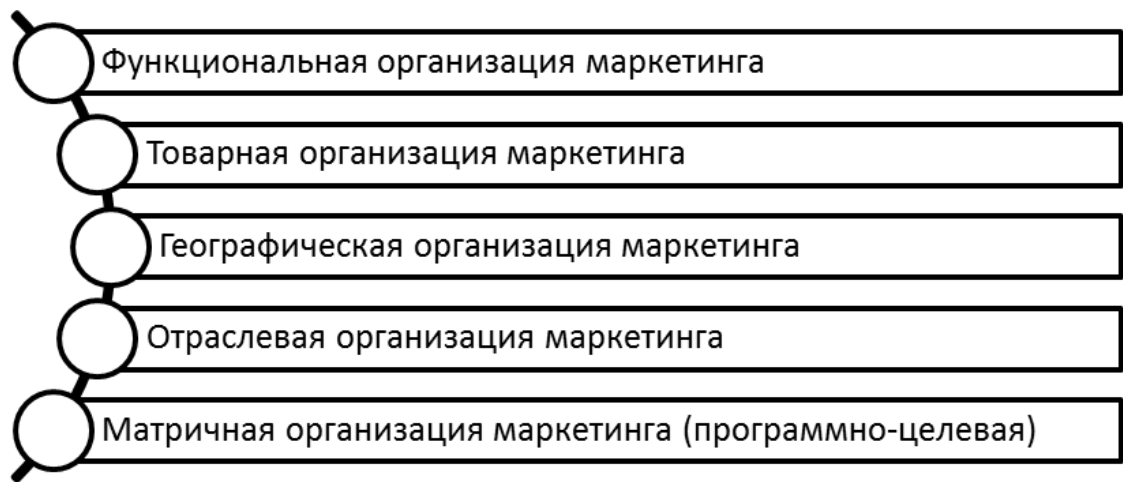 Функциональная организация маркетинга
Товарная организация маркетинга
Географическая организация маркетинга
Отраслевая организация маркетинга
Матричная организация маркетинга (программно-целевая)